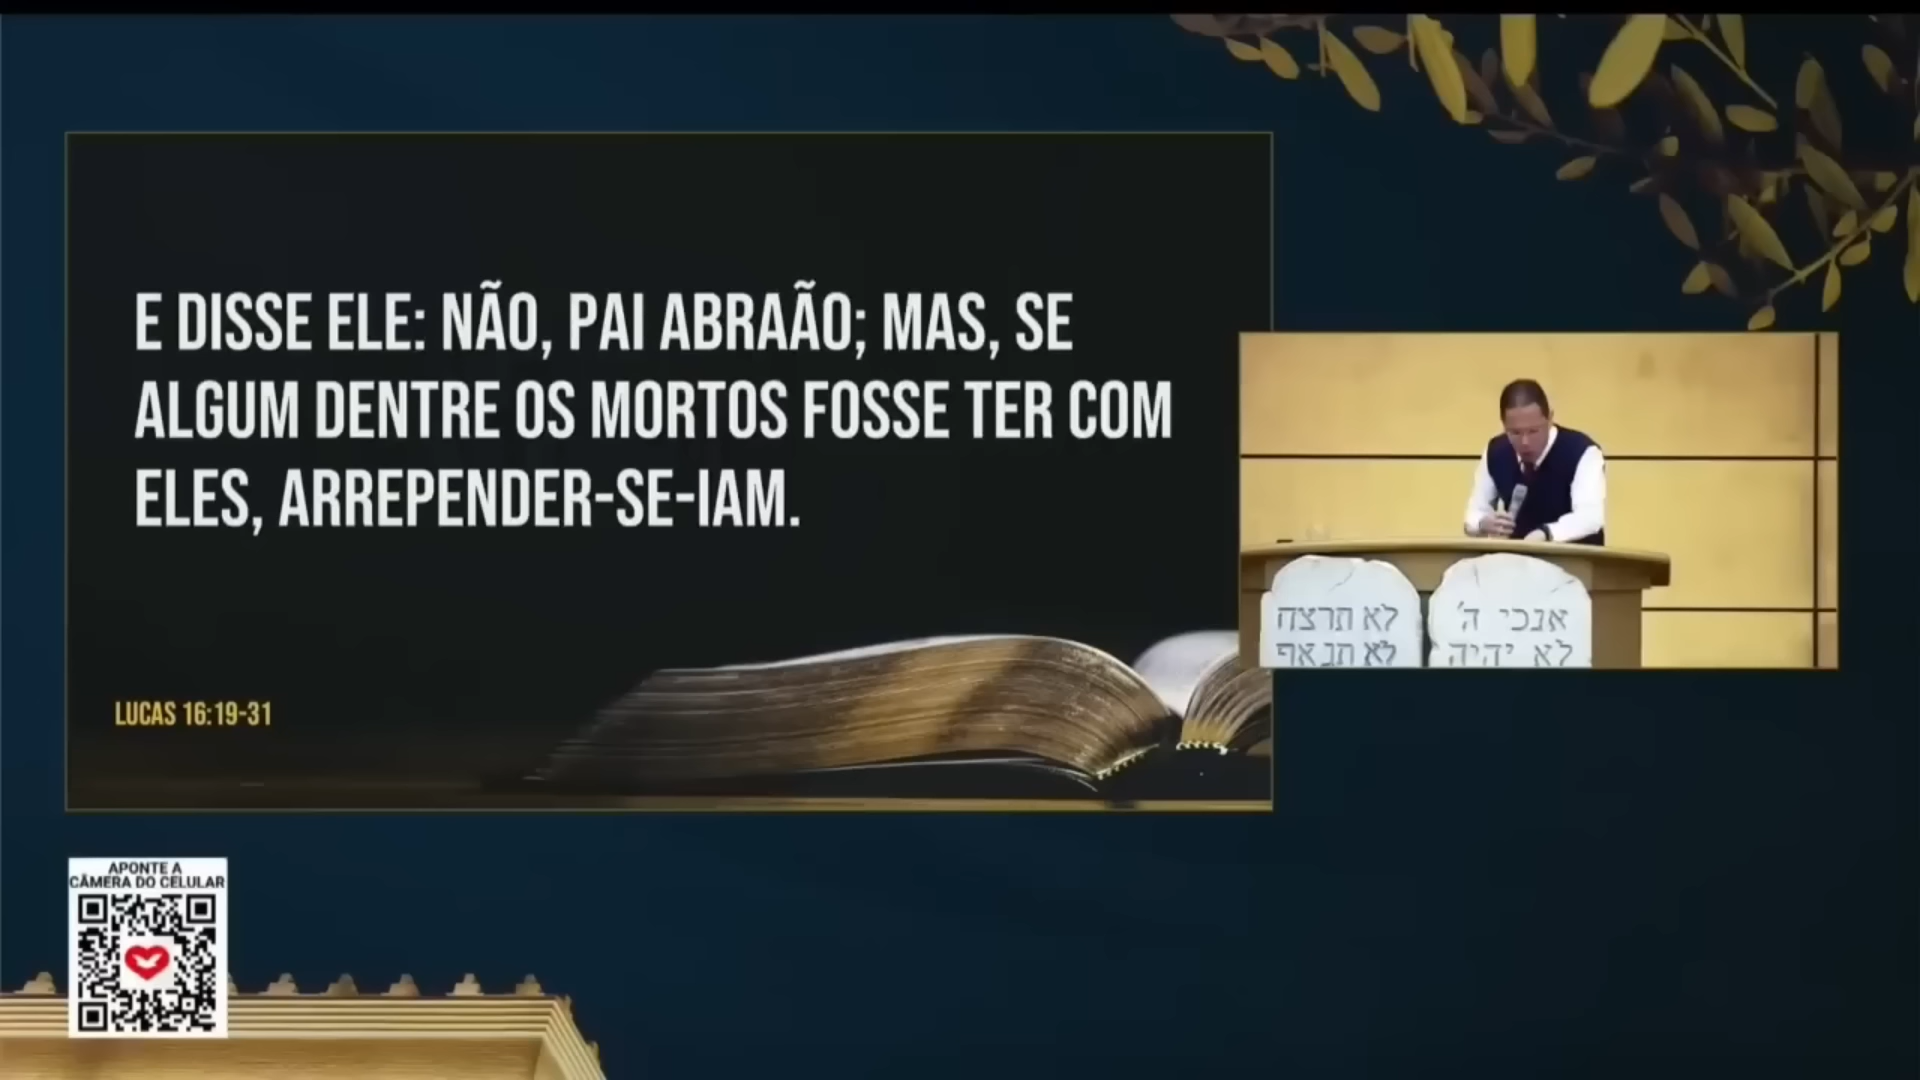 E DISSE ELE: NÃO, PAI ABRAÃO; MAS, SE
ALGUM DENTRE OS MORTOS FOSSE TER COM
ELES, ARREPENDER-SE-IAM.
LUCAS 16:19-31
לא תרצח
לא תנאף
אנכי ה'
לא יהיה
APONTE A
CÂMERA DO CELULAR